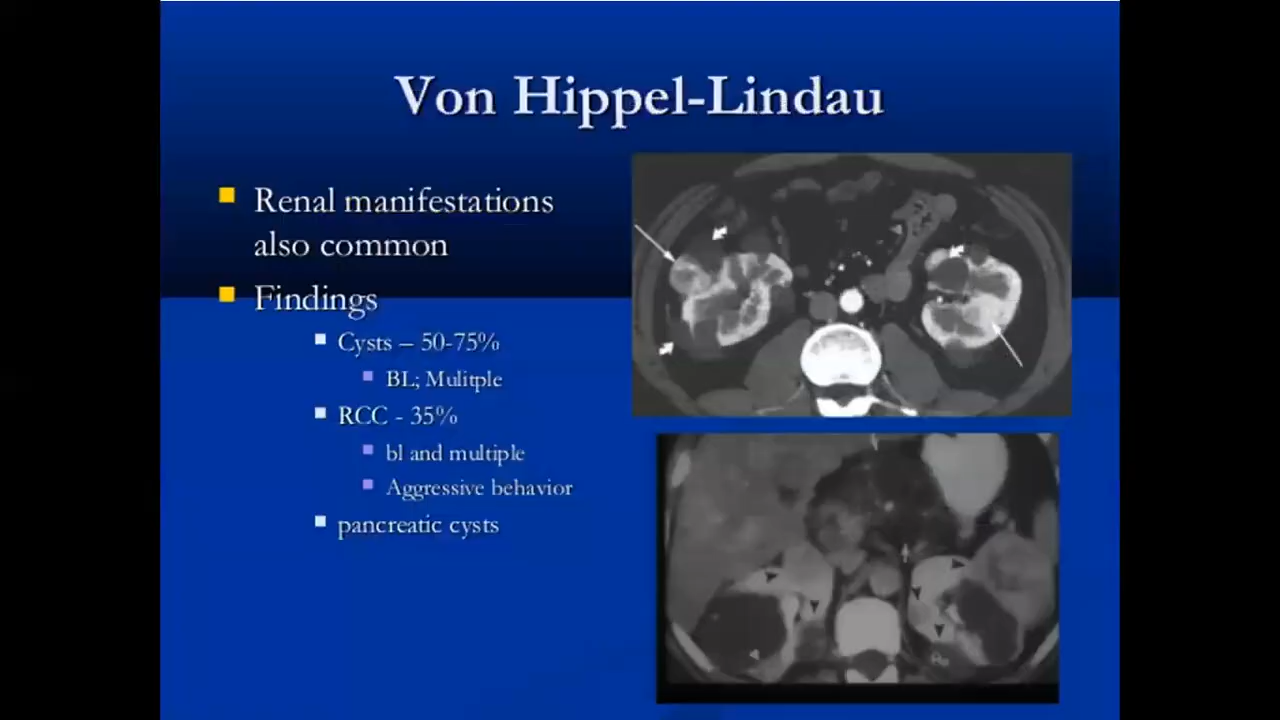 Von Hippel-Lindau
Renal manifestations
also common
Findings
Cysts – 50-75%
BL; Mulitple
RCC - 35%
bl and multiple
Aggressive behavior
pancreatic cysts